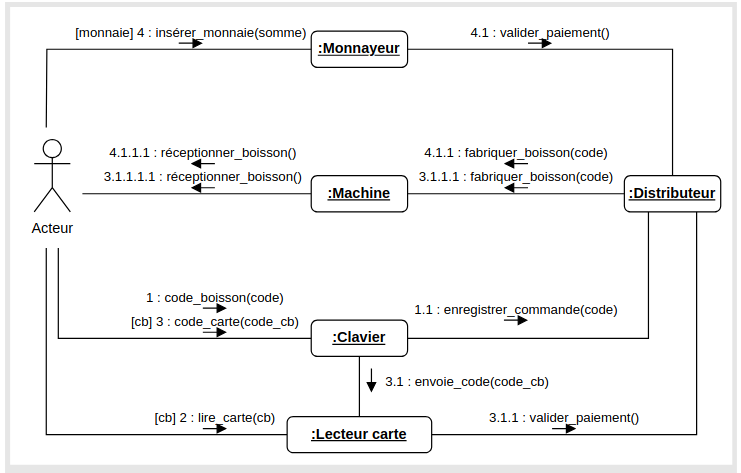 [monnaie] 4 : insérer_monnaie(somme)
:Monnayeur
4.1 : valider_paiement()
4.1.1.1 : réceptionner_boisson()
4.1.1 : fabriquer_boisson(code)
3.1.1.1.1 : réceptionner_boisson()
3.1.1.1 : fabriquer_boisson(code)
:Machine
:Distributeur
Acteur
1 : code_boisson(code)
1.1 : enregistrer_commande(code)
[cb] 3 : code_carte(code_cb)
:Clavier
3.1 : envoie_code(code_cb)
[cb] 2 : lire_carte(cb)
:Lecteur carte
3.1.1 : valider_paiement()